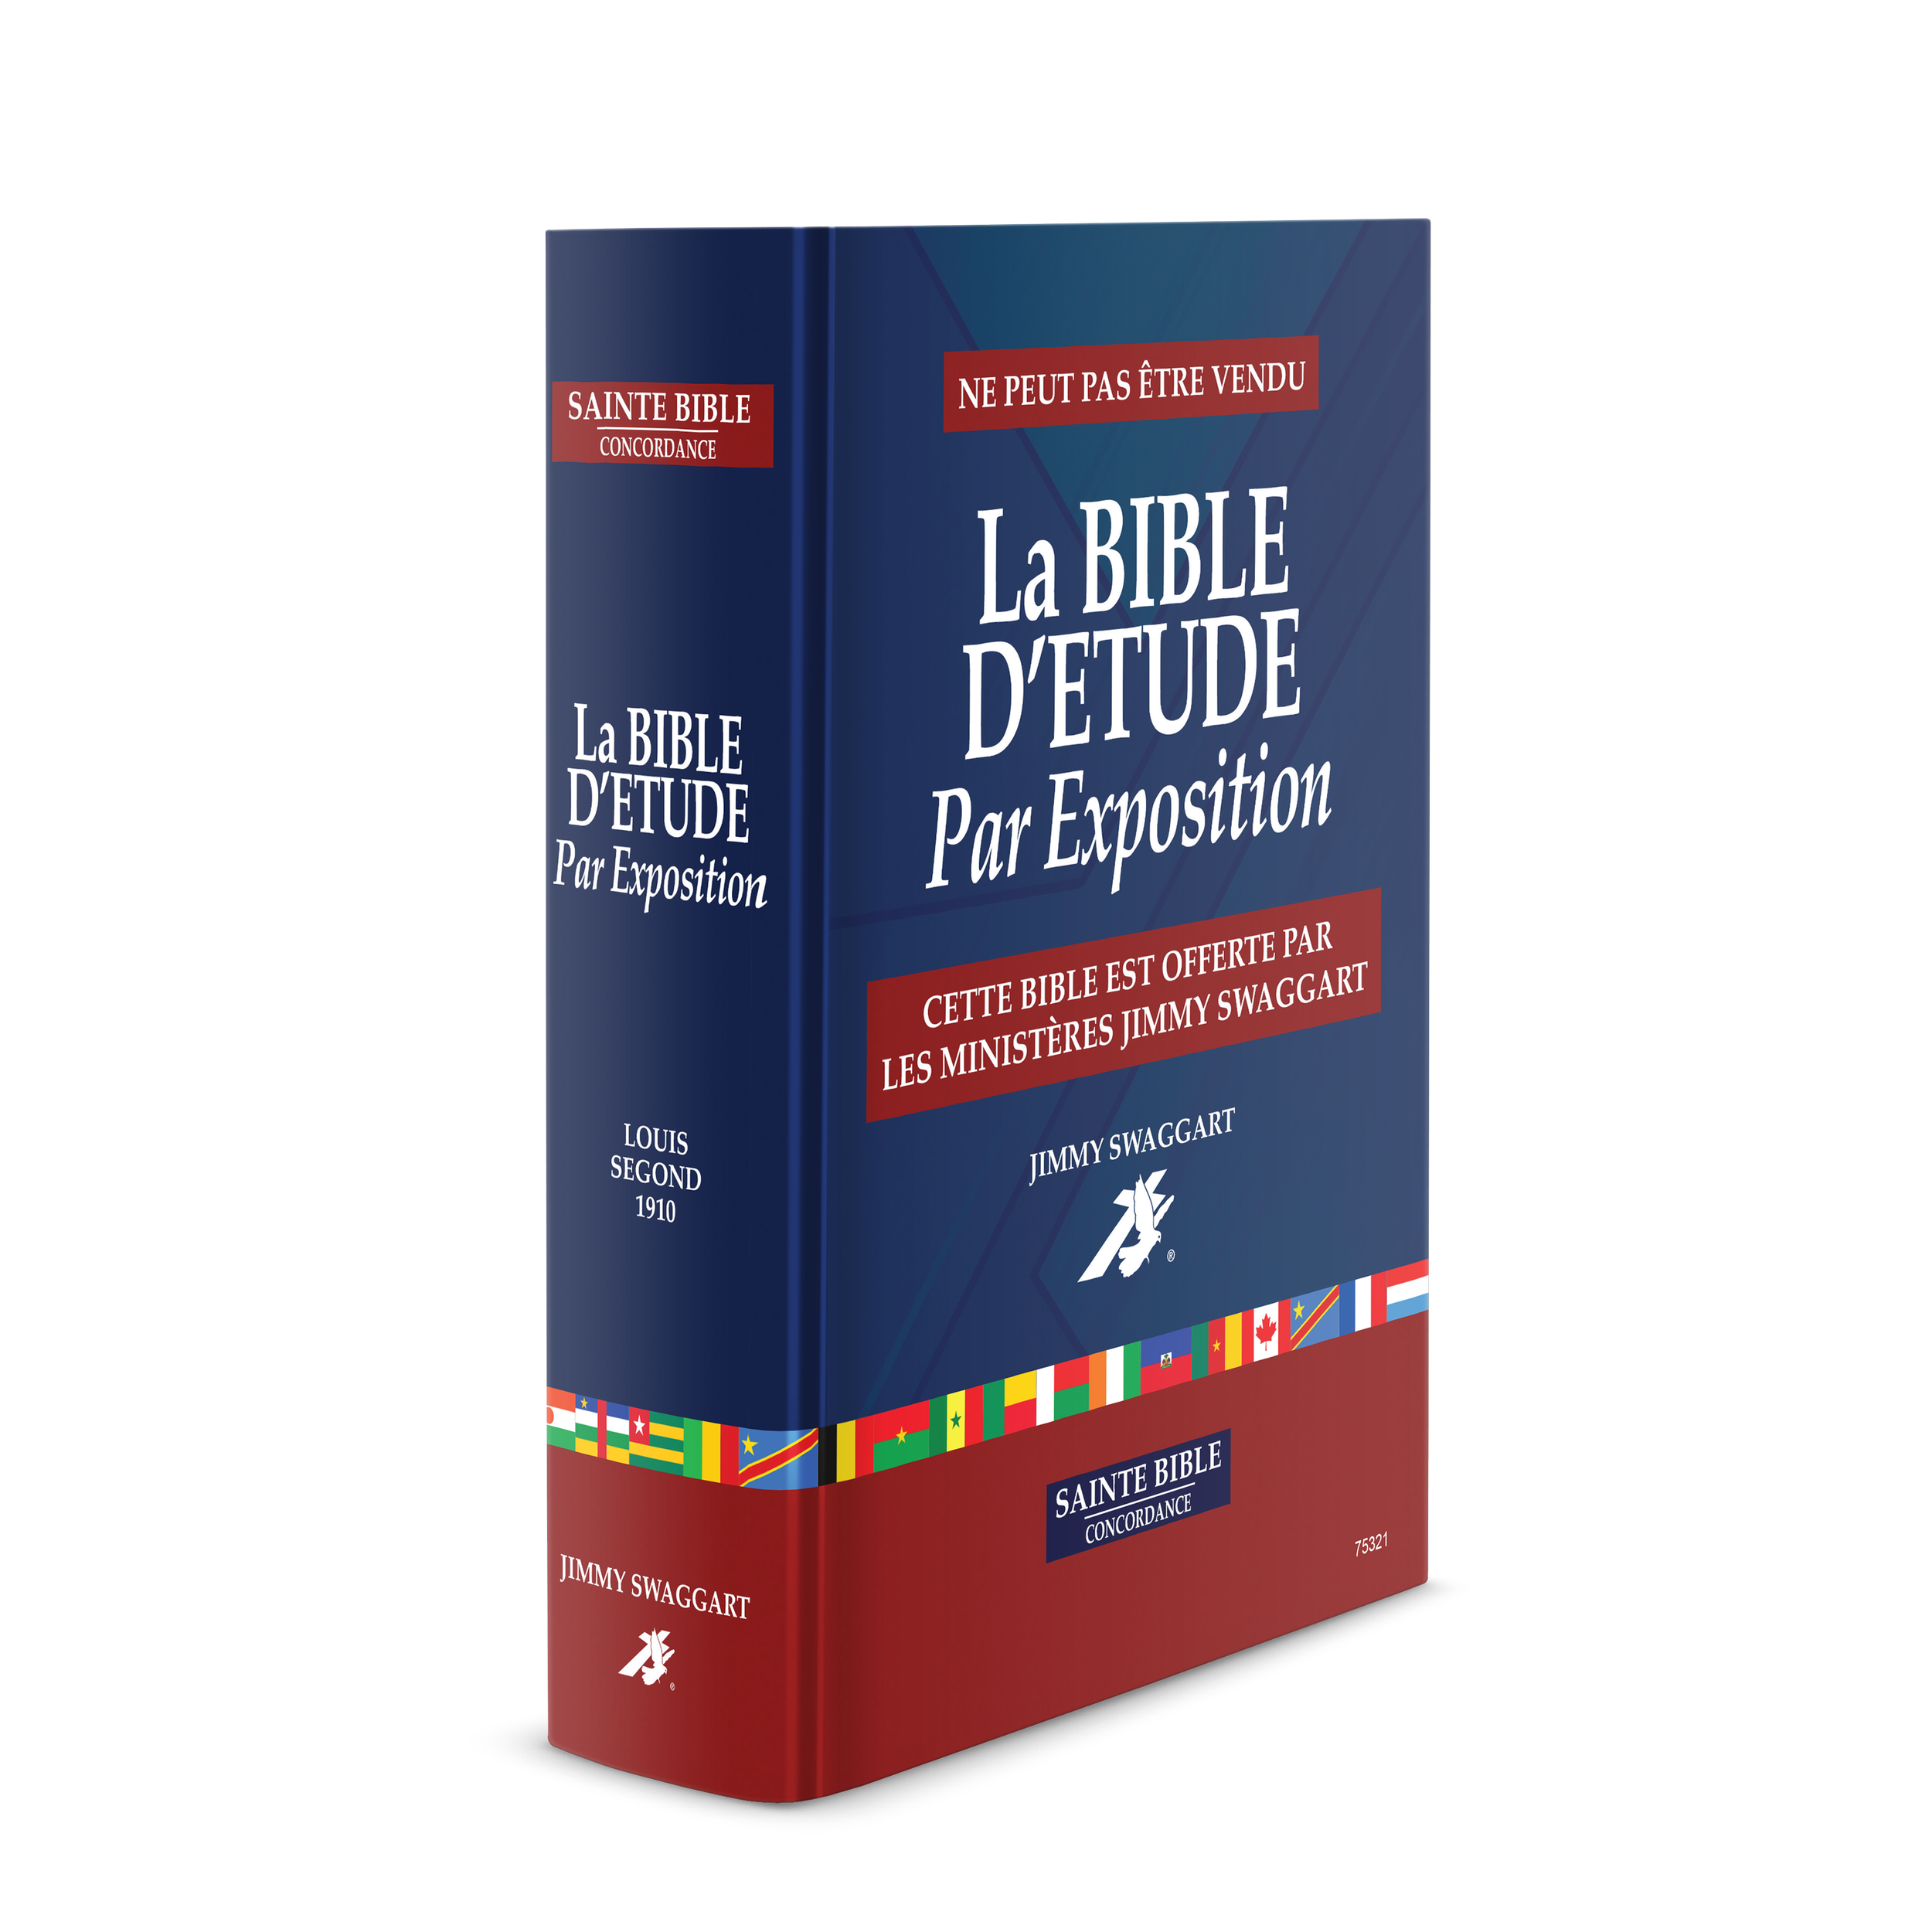 SAINTE BIBLE
CONCORDANCE
La BIBLE
D'ETUDE
Par Exposition
LOUIS
SEGOND
1910
JIMMY SWAGGART
®
NE PEUT PAS ÊTRE VENDU
La BIBLE
D'ETUDE
Par Exposition
CETTE BIBLE EST OFFERTE PAR
LES MINISTÈRES JIMMY SWAGGART
JIMMY SWAGGART
®
SAINTE BIBLE
CONCORDANCE
75321